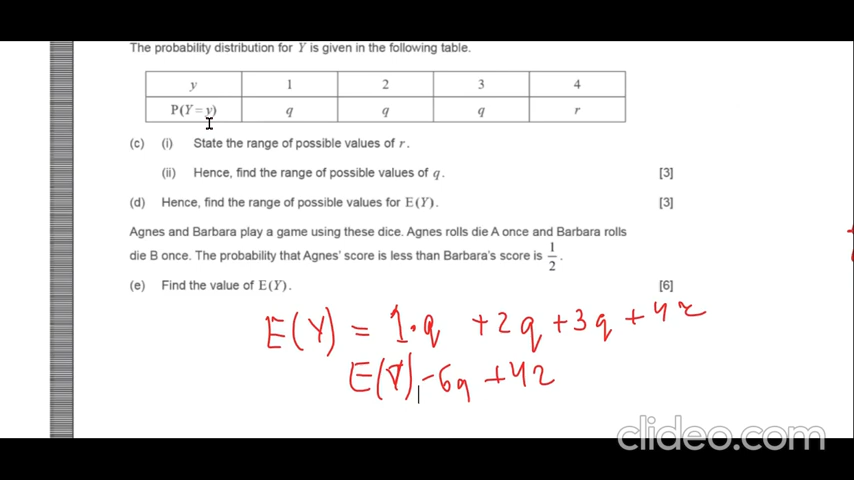 The probability distribution for Y is given in the following table.
y 1 2 3 4
P(Y = y) q q q r
(c) (i) State the range of possible values of r.
(ii) Hence, find the range of possible values of q. [3]
(d) Hence, find the range of possible values for E(Y). [3]
Agnes and Barbara play a game using these dice. Agnes rolls die A once and Barbara rolls
die B once. The probability that Agnes' score is less than Barbara's score is 1/2.
(e) Find the value of E(Y). [6]
E(Y) = 1·q +2q +3q +4r
E(Y) = 6q +4r
clideo.com